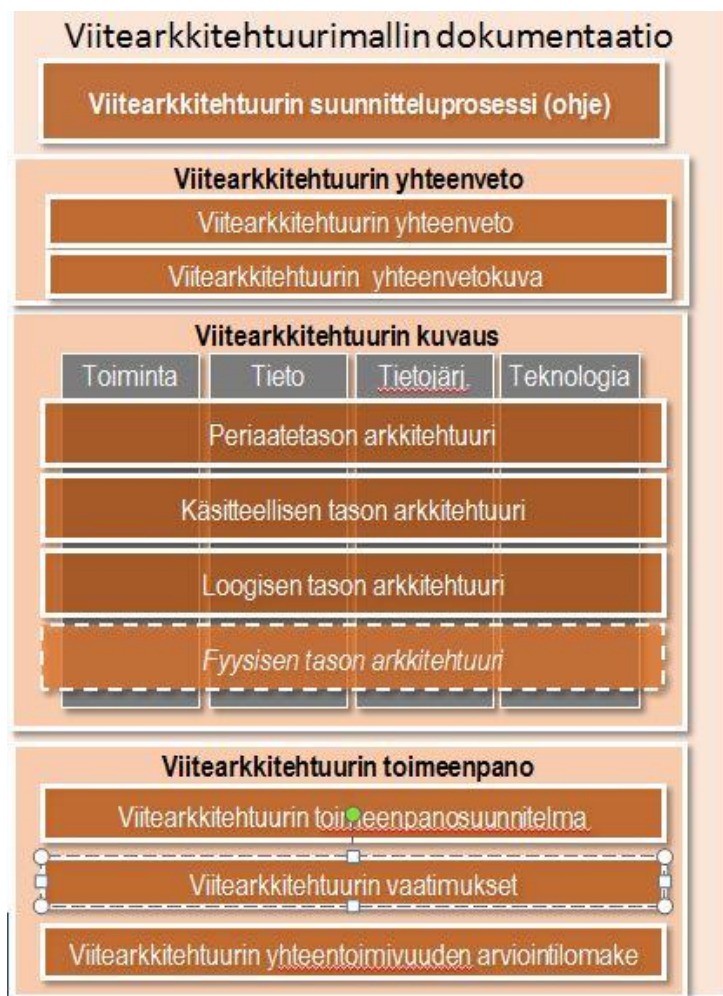 Viitearkkitehtuurimallin dokumentaatio
Viitearkkitehtuurin suunnitteluprosessi (ohje)
Viitearkkitehtuurin yhteenveto
Viitearkkitehtuurin yhteenveto
Viitearkkitehtuurin yhteenvetokuva
Viitearkkitehtuurin kuvaus
Toiminta Tieto Tietojärj. Teknologia
Periaatetason arkkitehtuuri
Käsitteellisen tason arkkitehtuuri
Loogisen tason arkkitehtuuri
Fyysisen tason arkkitehtuuri
Viitearkkitehtuurin toimeenpano
Viitearkkitehtuurin toimeenpanosuunnitelma
Viitearkkitehtuurin vaatimukset
Viitearkkitehtuurin yhteentoimivuuden arviointilomake